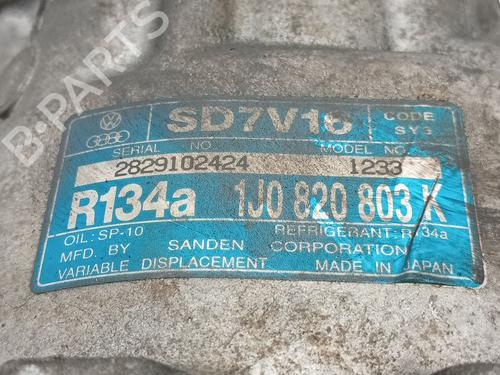 B-PARTS
SD7V16
CODE
SY3
SERIAL NO
MODEL NO
2829102424
1233
R134a
1J0 820 803 K
OIL: SP-10
REFRIGERANT: R134a
MFD. BY SANDEN CORPORATION
VARIABLE DISPLACEMENT
MADE IN JAPAN